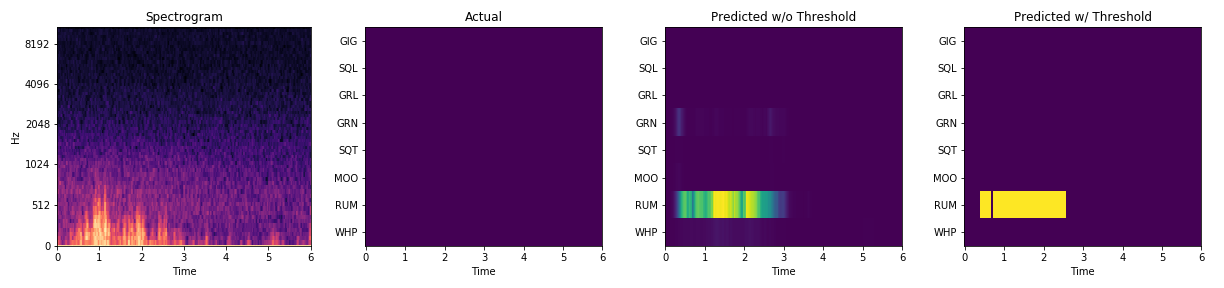 Spectrogram
8192
4096
2048
1024
512
0
Hz
0 1 2 3 4 5 6
Time
Actual
GIG
SQL
GRL
GRN
SQT
MOO
RUM
WHP
0 1 2 3 4 5 6
Time
Predicted w/o Threshold
GIG
SQL
GRL
GRN
SQT
MOO
RUM
WHP
0 1 2 3 4 5 6
Time
Predicted w/ Threshold
GIG
SQL
GRL
GRN
SQT
MOO
RUM
WHP
0 1 2 3 4 5 6
Time